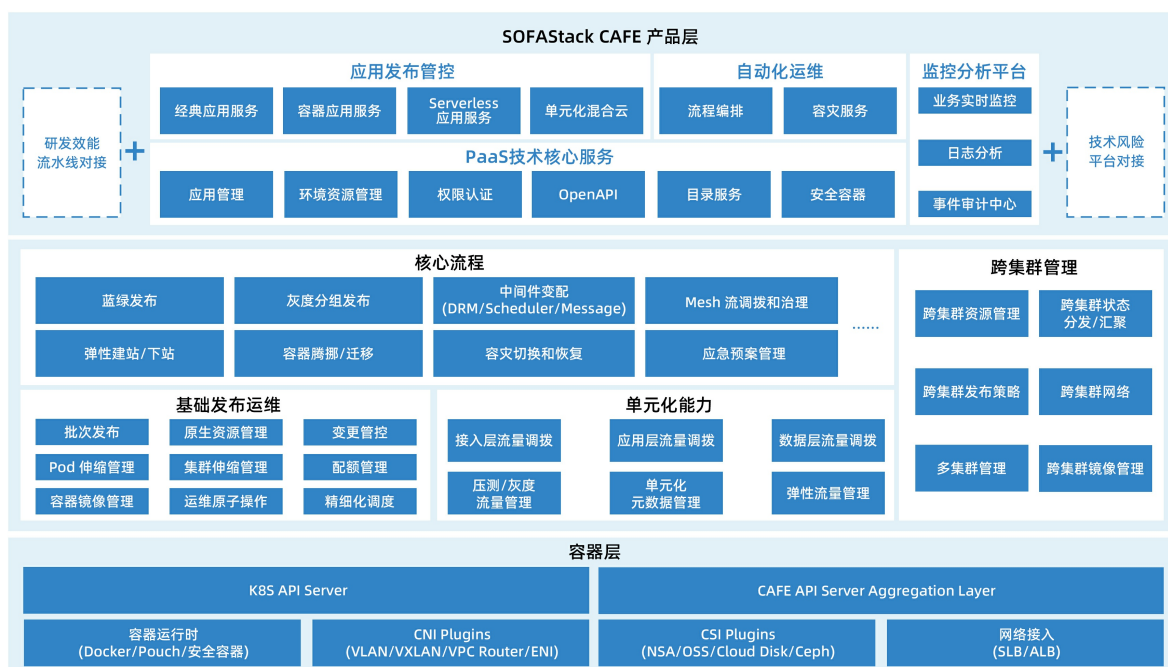 SOFAStack CAFE 产品层
研发效能
流水线对接
+
应用发布管控
经典应用服务
容器应用服务
Serverless
应用服务
单元化混合云
自动化运维
流程编排
容灾服务
PaaS技术核心服务
应用管理
环境资源管理
权限认证
OpenAPI
目录服务
安全容器
监控分析平台
业务实时监控
日志分析
事件审计中心
+
技术风险
平台对接
核心流程
蓝绿发布
灰度分组发布
中间件变配
(DRM/Scheduler/Message)
Mesh 流调拨和治理
弹性建站/下站
容器腾挪/迁移
容灾切换和恢复
应急预案管理
……
基础发布运维
批次发布
原生资源管理
变更管控
Pod 伸缩管理
集群伸缩管理
配额管理
容器镜像管理
运维原子操作
精细化调度
单元化能力
接入层流量调拨
应用层流量调拨
数据层流量调拨
压测/灰度
流量管理
单元化
元数据管理
弹性流量管理
跨集群管理
跨集群资源管理
跨集群状态
分发/汇聚
跨集群发布策略
跨集群网络
多集群管理
跨集群镜像管理
容器层
K8S API Server
CAFE API Server Aggregation Layer
容器运行时
(Docker/Pouch/安全容器)
CNI Plugins
(VLAN/VXLAN/VPC Router/ENI)
CSI Plugins
(NSA/OSS/Cloud Disk/Ceph)
网络接入
(SLB/ALB)